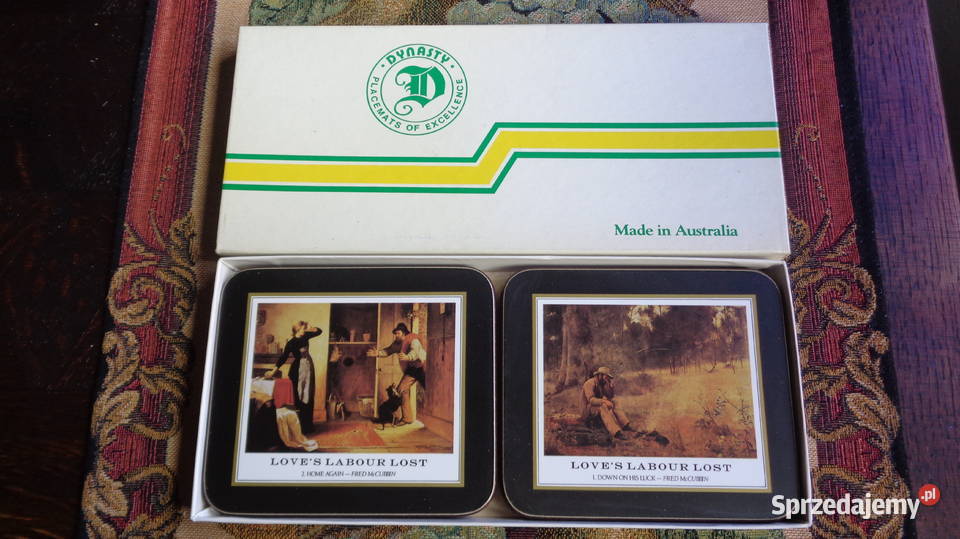 DYNASTY
D
PLACEMATS OF EXCELLENCE
Made in Australia
LOVE'S LABOUR LOST
2. HOME AGAIN — FRED McCUBBIN
LOVE'S LABOUR LOST
1. DOWN ON HIS LUCK — FRED McCUBBIN
Sprzedajemy.pl